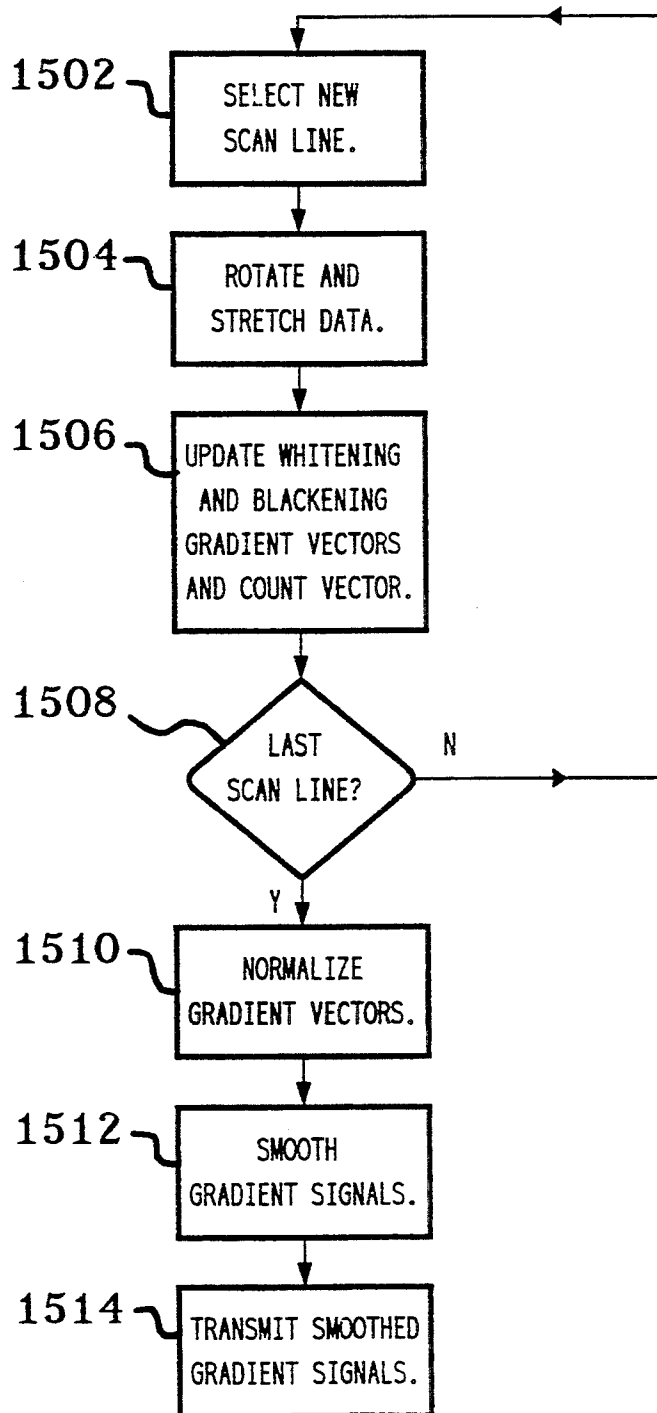 1502
SELECT NEW
SCAN LINE.
1504
ROTATE AND
STRETCH DATA.
1506
UPDATE WHITENING
AND BLACKENING
GRADIENT VECTORS
AND COUNT VECTOR.
1508
LAST
SCAN LINE?
N
Y
1510
NORMALIZE
GRADIENT VECTORS.
1512
SMOOTH
GRADIENT SIGNALS.
1514
TRANSMIT SMOOTHED
GRADIENT SIGNALS.